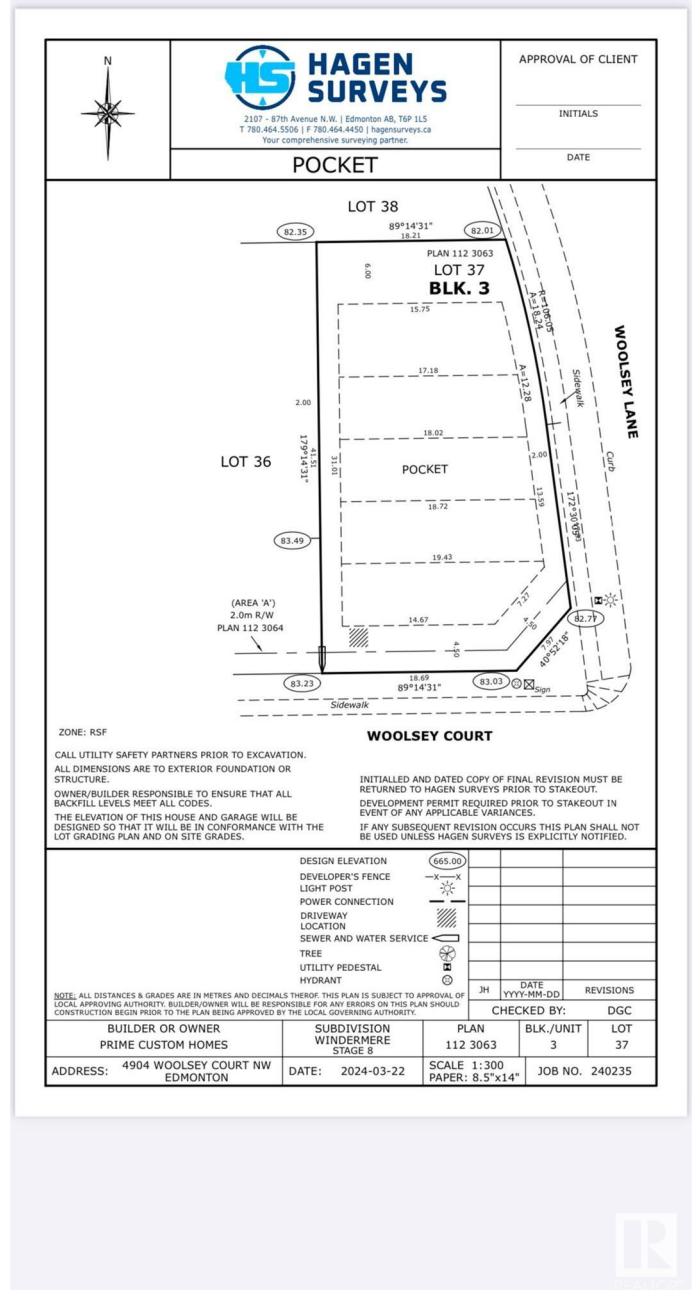 N
HS
HAGEN
SURVEYS
2107 - 87th Avenue N.W. | Edmonton AB, T6P 1L5
T 780.464.5506 | F 780.464.4450 | hagensurveys.ca
Your comprehensive surveying partner.
POCKET
APPROVAL OF CLIENT
INITIALS
DATE
LOT 38
82.35
89°14'31"
18.21
82.01
PLAN 112 3063
LOT 37
BLK. 3
6.00
R=106.05
A=18.24
15.75
WOOLSEY LANE
17.18
A=12.28
Sidewalk
2.00
18.02
LOT 36
179°14'31"
41.51
31.01
POCKET
2.00
Curb
13.59
172°30'05"
18.72
83.49
19.43
(AREA 'A')
2.0m R/W
PLAN 112 3064
7.27
14.67
4.50
4.50
82.77
7.97
40°52'18"
83.23
18.69
89°14'31"
83.03
Sign
Sidewalk
ZONE: RSF
WOOLSEY COURT
CALL UTILITY SAFETY PARTNERS PRIOR TO EXCAVATION.
ALL DIMENSIONS ARE TO EXTERIOR FOUNDATION OR
STRUCTURE.
OWNER/BUILDER RESPONSIBLE TO ENSURE THAT ALL
BACKFILL LEVELS MEET ALL CODES.
THE ELEVATION OF THIS HOUSE AND GARAGE WILL BE
DESIGNED SO THAT IT WILL BE IN CONFORMANCE WITH THE
LOT GRADING PLAN AND ON SITE GRADES.
INITIALLED AND DATED COPY OF FINAL REVISION MUST BE
RETURNED TO HAGEN SURVEYS PRIOR TO STAKEOUT.
DEVELOPMENT PERMIT REQUIRED PRIOR TO STAKEOUT IN
EVENT OF ANY APPLICABLE VARIANCES.
IF ANY SUBSEQUENT REVISION OCCURS THIS PLAN SHALL NOT
BE USED UNLESS HAGEN SURVEYS IS EXPLICITLY NOTIFIED.
DESIGN ELEVATION 665.00
DEVELOPER'S FENCE —X—X
LIGHT POST
POWER CONNECTION
DRIVEWAY
LOCATION
SEWER AND WATER SERVICE
TREE
UTILITY PEDESTAL
HYDRANT
JH
DATE
YYYY-MM-DD
REVISIONS
NOTE: ALL DISTANCES & GRADES ARE IN METRES AND DECIMALS THEROF. THIS PLAN IS SUBJECT TO APPROVAL OF
LOCAL APPROVING AUTHORITY. BUILDER/OWNER WILL BE RESPONSIBLE FOR ANY ERRORS ON THIS PLAN SHOULD
CONSTRUCTION BEGIN PRIOR TO THE PLAN BEING APPROVED BY THE LOCAL GOVERNING AUTHORITY.
CHECKED BY: DGC
BUILDER OR OWNER
PRIME CUSTOM HOMES
SUBDIVISION
WINDERMERE
STAGE 8
PLAN
112 3063
BLK./UNIT
3
LOT
37
ADDRESS: 4904 WOOLSEY COURT NW
EDMONTON
DATE: 2024-03-22
SCALE 1:300
PAPER: 8.5"x14"
JOB NO. 240235
R